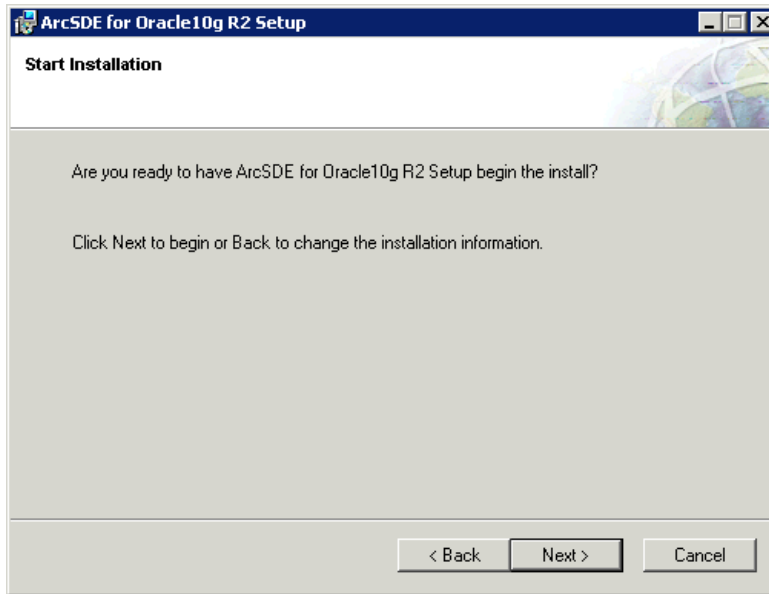 ArcSDE for Oracle10g R2 Setup
Start Installation
Are you ready to have ArcSDE for Oracle10g R2 Setup begin the install?
Click Next to begin or Back to change the installation information.
< Back Next > Cancel